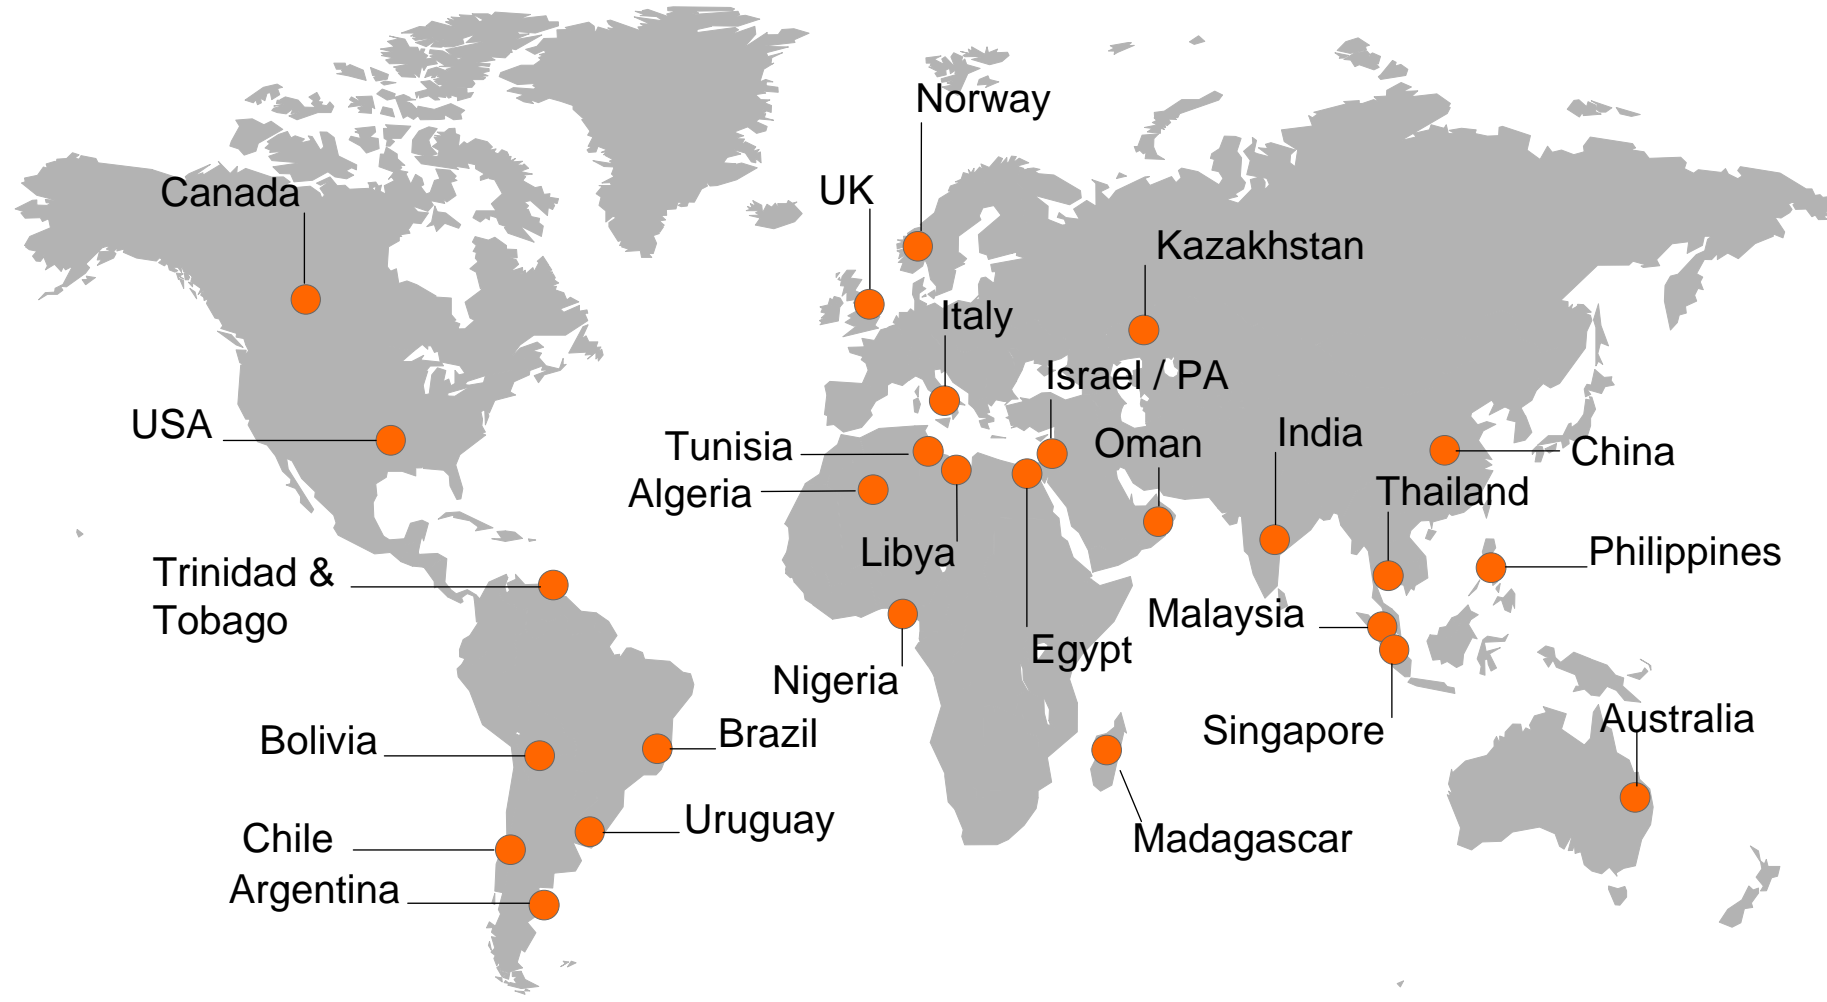 Norway
Canada
UK
Kazakhstan
Italy
Israel / PA
USA
Tunisia
Oman
India
China
Algeria
Thailand
Libya
Philippines
Trinidad &
Tobago
Malaysia
Egypt
Nigeria
Singapore
Australia
Bolivia
Brazil
Uruguay
Chile
Madagascar
Argentina